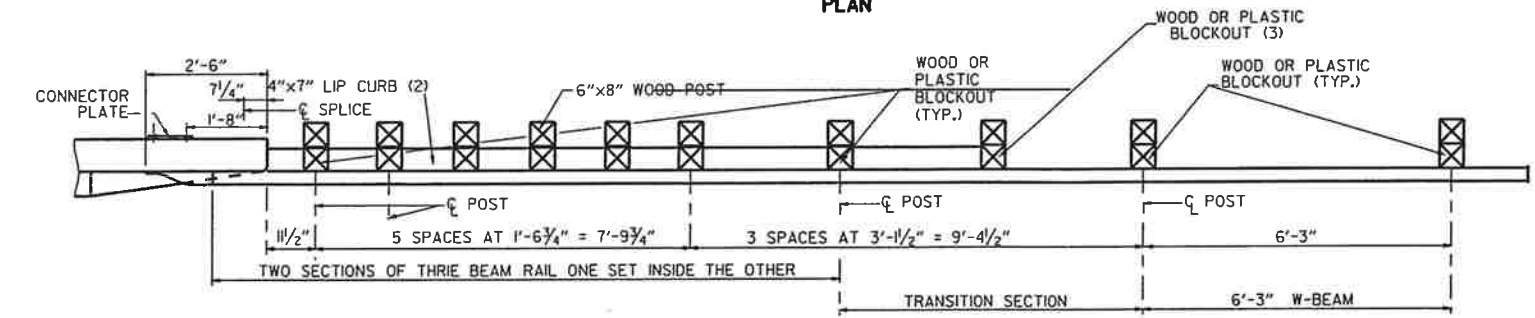 PLAN
WOOD OR PLASTIC
BLOCKOUT (3)
2'-6"
7 1/4"
4"x7" LIP CURB (2)
WOOD OR
PLASTIC
BLOCKOUT
(TYP.)
WOOD OR PLASTIC
BLOCKOUT (TYP.)
CONNECTOR
PLATE
℄ SPLICE
6"x8" WOOD POST
1'-8"
℄ POST
℄ POST
℄ POST
11 1/2"
5 SPACES AT 1'-6 3/4" = 7'-9 3/4"
3 SPACES AT 3'-1 1/2" = 9'-4 1/2"
6'-3"
TWO SECTIONS OF THRIE BEAM RAIL ONE SET INSIDE THE OTHER
TRANSITION SECTION
6'-3" W-BEAM